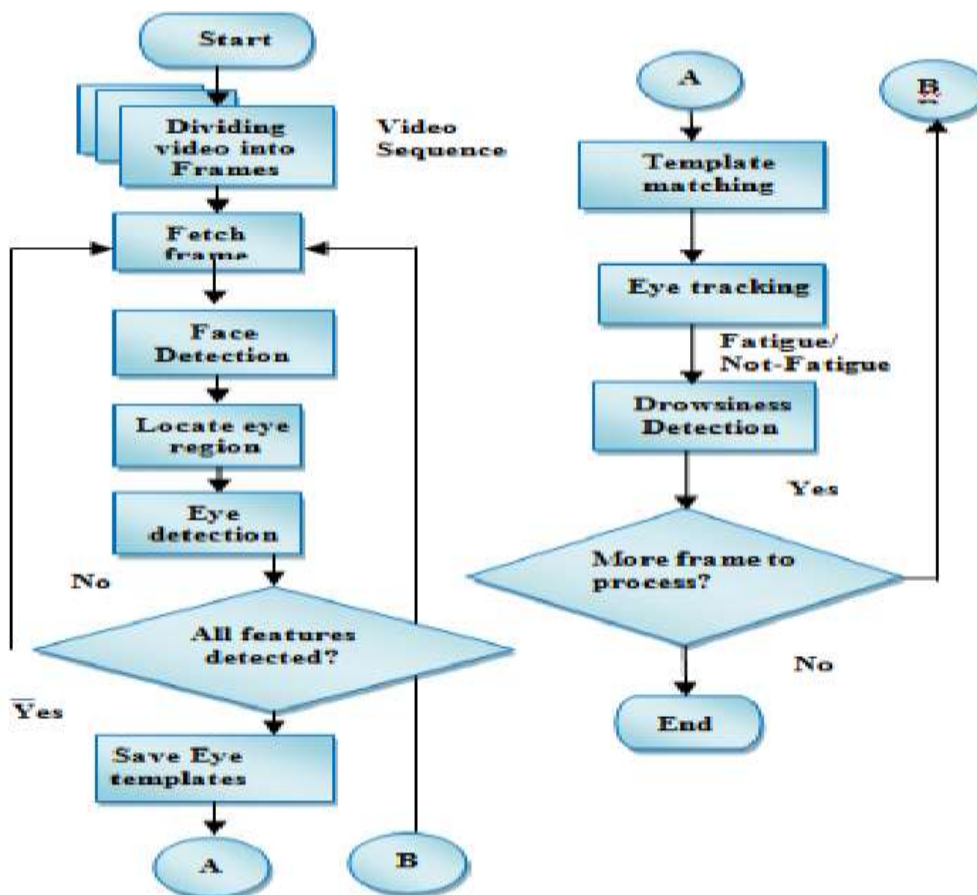 Start
Dividing
video into
Frames
Video
Sequence
Fetch
frame
Face
Detection
Locate eye
region
Eye
detection
No
All features
detected?
Yes
Save Eye
templates
A
B
A
B
Template
matching
Eye tracking
Fatigue/
Not-Fatigue
Drowsiness
Detection
Yes
More frame to
process?
No
End